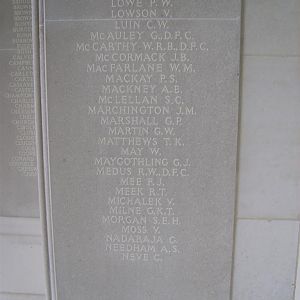 LOWE P.W.
LOWSON V.
LUIN C.W.
McAULEY G., D.F.C.
McCARTHY W.R.B., D.F.C.
McCORMACK J.B.
MacFARLANE W.M.
MACKAY P.S.
MACKNEY A.B.
McLELLAN S.C.
MARCHINGTON J.M.
MARSHALL G.P.
MARTIN G.W.
MATTHEWS T.K.
MAY W.
MAYGOTHLING G.J.
MEDUS R.W., D.F.C.
MEE F.J.
MEEK R.T.
MICHALEK V.
MILNE G.K.T.
MORGAN S.E.H.
MOSS V.
NADARAJA G.
NEEDHAM A.S.
NEVE C.